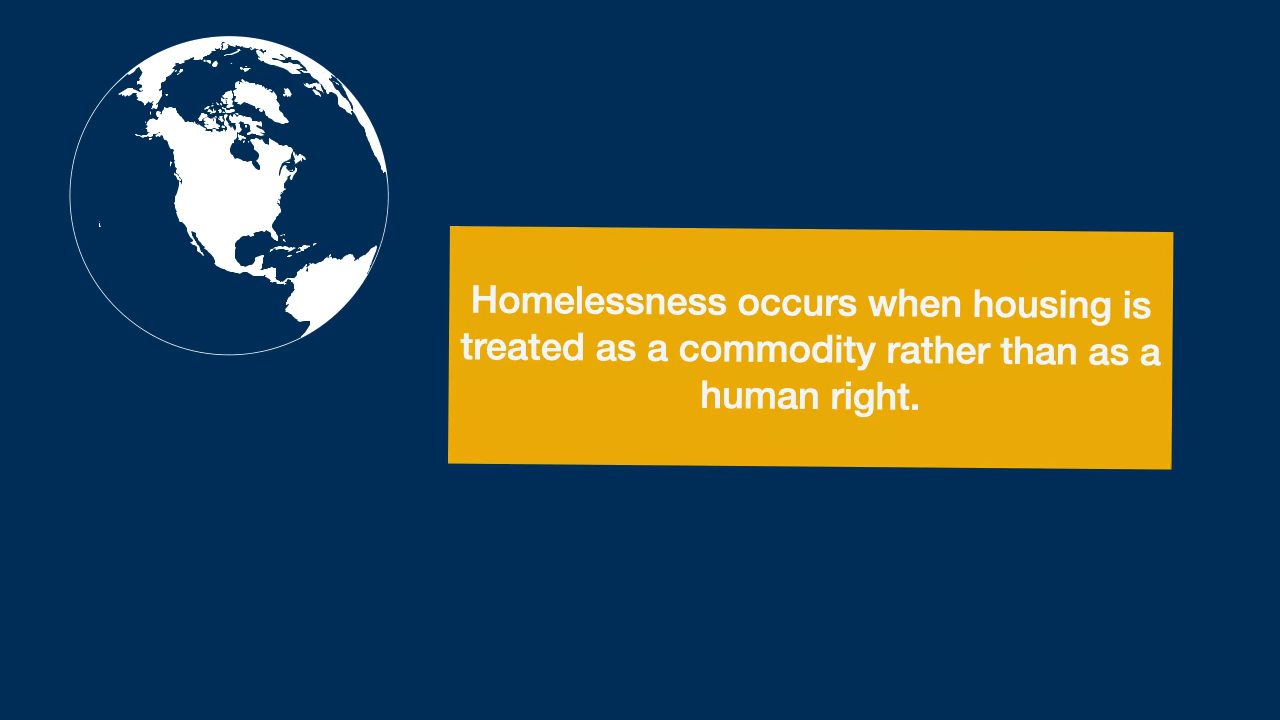 Homelessness occurs when housing is
treated as a commodity rather than as a
human right.